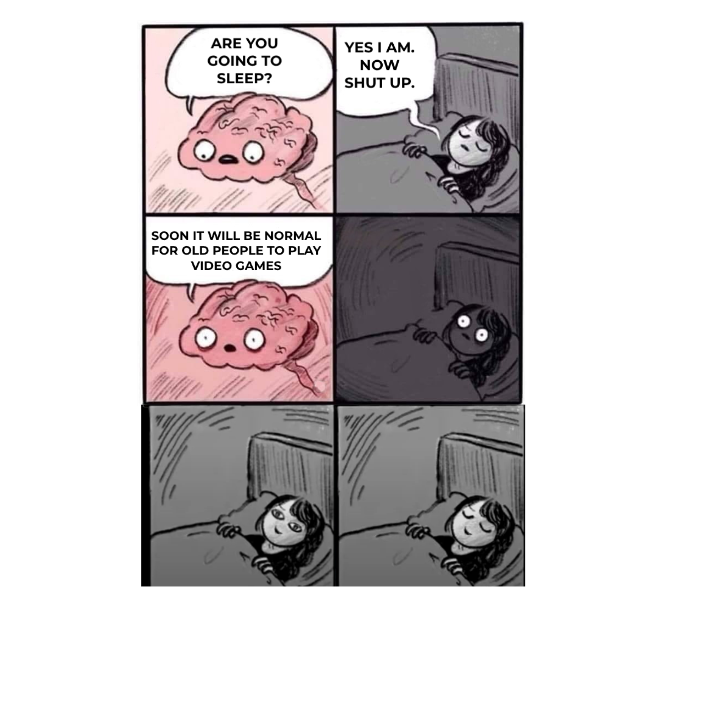 ARE YOU
GOING TO
SLEEP?
YES I AM.
NOW
SHUT UP.
SOON IT WILL BE NORMAL
FOR OLD PEOPLE TO PLAY
VIDEO GAMES